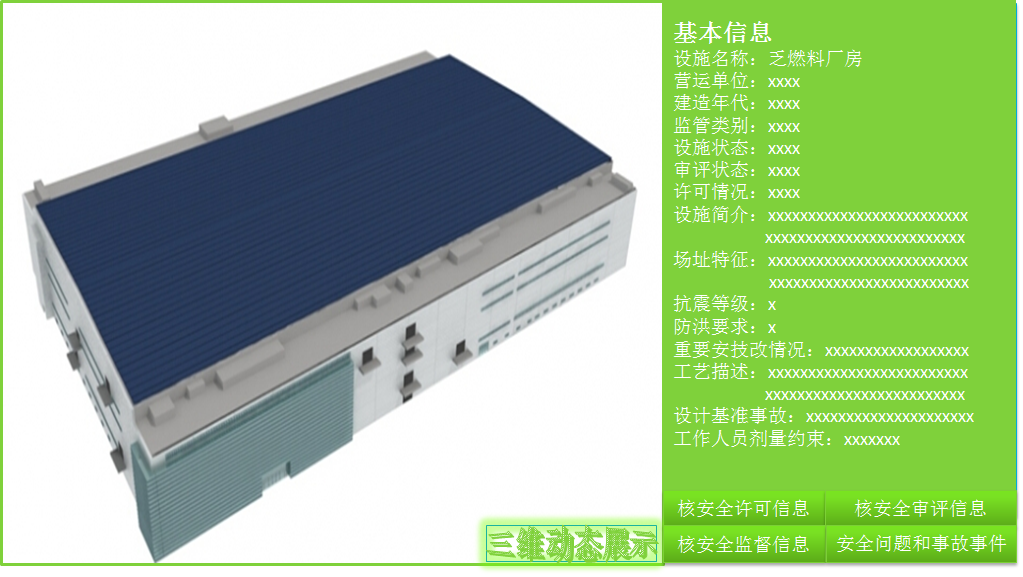 基本信息
设施名称：乏燃料厂房
营运单位：xxxx
建造年代：xxxx
监管类别：xxxx
设施状态：xxxx
审评状态：xxxx
许可情况：xxxx
设施简介：xxxxxxxxxxxxxxxxxxxxxxxxx
xxxxxxxxxxxxxxxxxxxxxxxxx
场址特征：xxxxxxxxxxxxxxxxxxxxxxxxx
xxxxxxxxxxxxxxxxxxxxxxxxx
抗震等级：x
防洪要求：x
重要安技改情况：xxxxxxxxxxxxxxxxxx
工艺描述：xxxxxxxxxxxxxxxxxxxxxxxxx
xxxxxxxxxxxxxxxxxxxxxxxxx
设计基准事故：xxxxxxxxxxxxxxxxxxxxx
工作人员剂量约束：xxxxxxx
核安全许可信息
核安全审评信息
三维动态展示
核安全监督信息
安全问题和事故事件